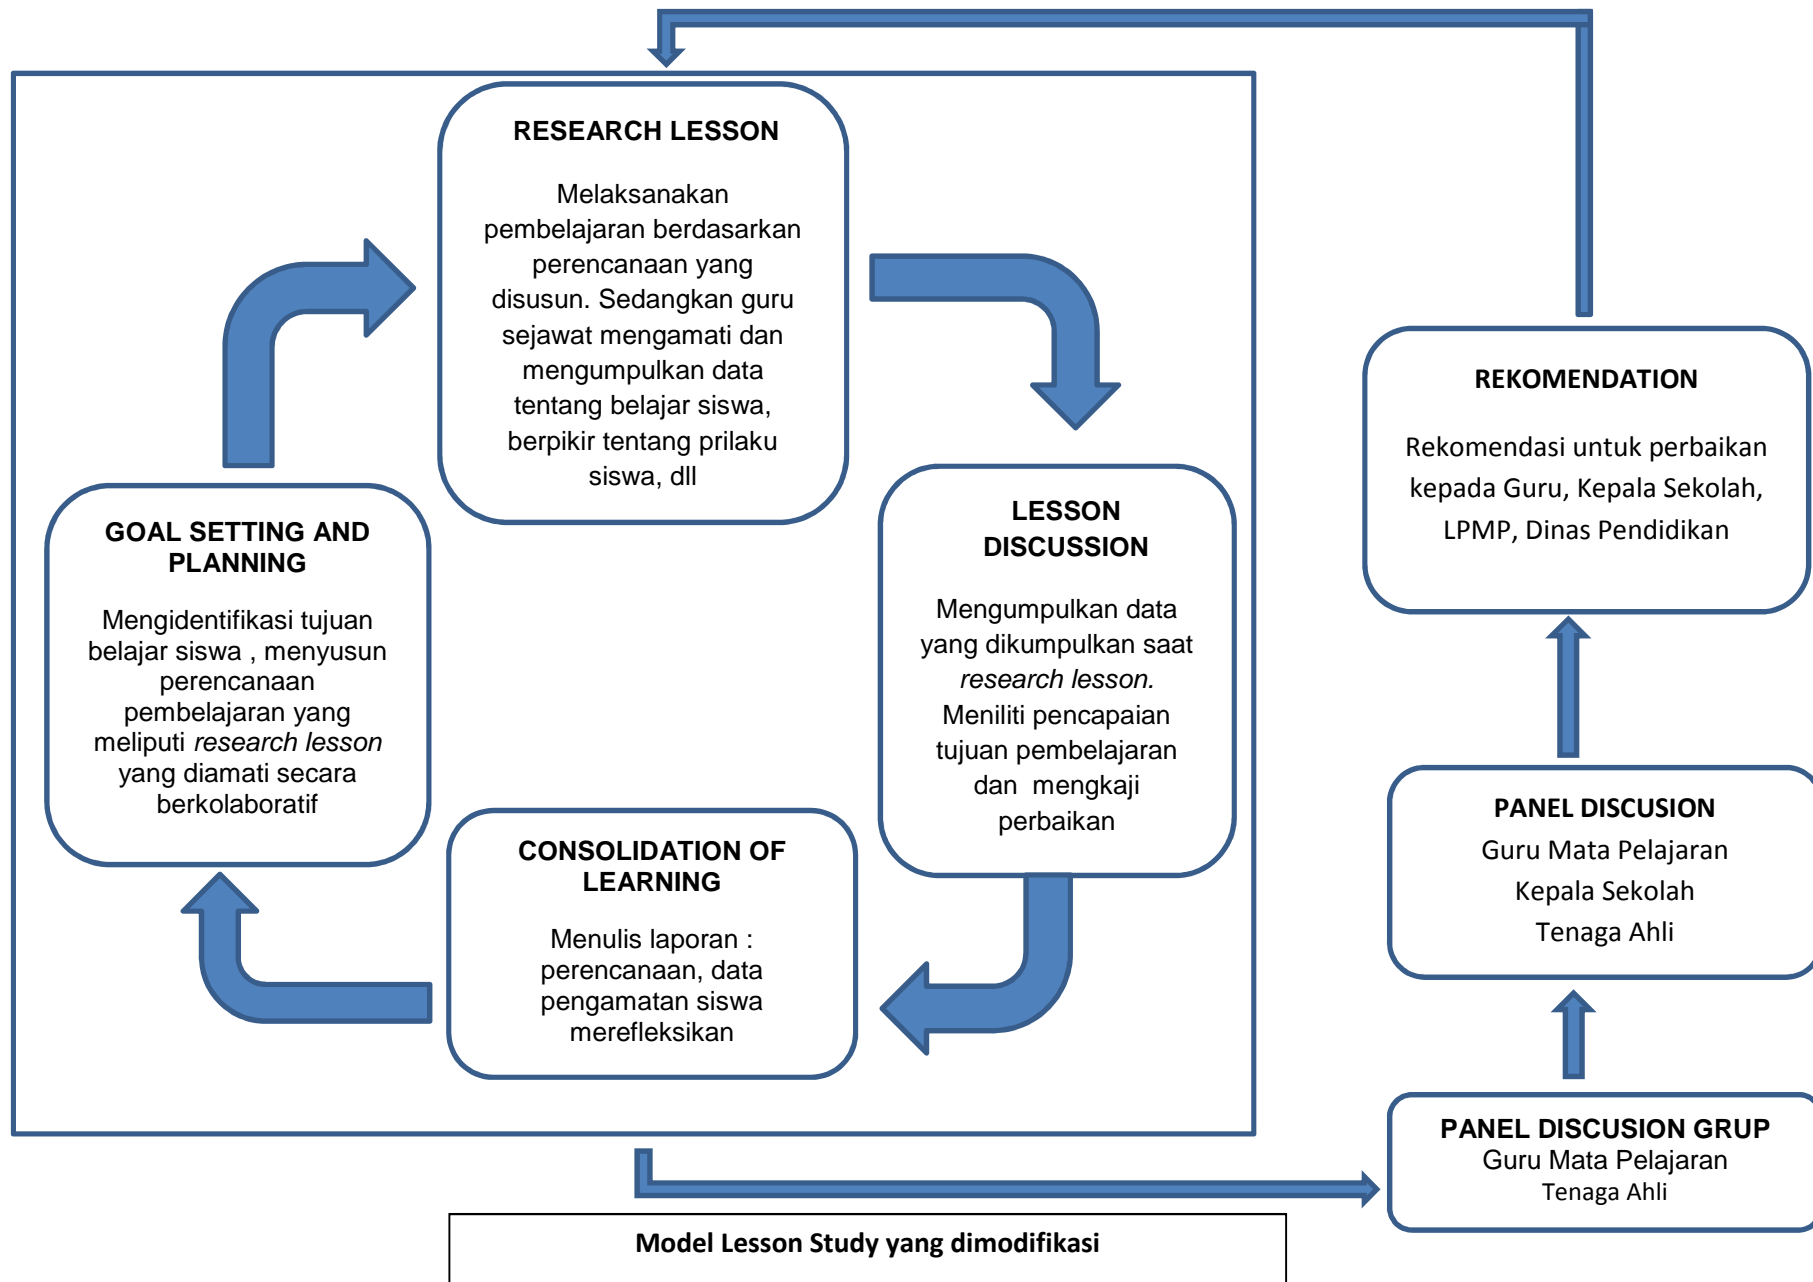 RESEARCH LESSON
Melaksanakan
pembelajaran berdasarkan
perencanaan yang
disusun. Sedangkan guru
sejawat mengamati dan
mengumpulkan data
tentang belajar siswa,
berpikir tentang prilaku
siswa, dll
GOAL SETTING AND
PLANNING
Mengidentifikasi tujuan
belajar siswa , menyusun
perencanaan
pembelajaran yang
meliputi research lesson
yang diamati secara
berkolaboratif
LESSON
DISCUSSION
Mengumpulkan data
yang dikumpulkan saat
research lesson.
Meniliti pencapaian
tujuan pembelajaran
dan mengkaji
perbaikan
CONSOLIDATION OF
LEARNING
Menulis laporan :
perencanaan, data
pengamatan siswa
merefleksikan
REKOMENDATION
Rekomendasi untuk perbaikan
kepada Guru, Kepala Sekolah,
LPMP, Dinas Pendidikan
PANEL DISCUSION
Guru Mata Pelajaran
Kepala Sekolah
Tenaga Ahli
PANEL DISCUSION GRUP
Guru Mata Pelajaran
Tenaga Ahli
Model Lesson Study yang dimodifikasi